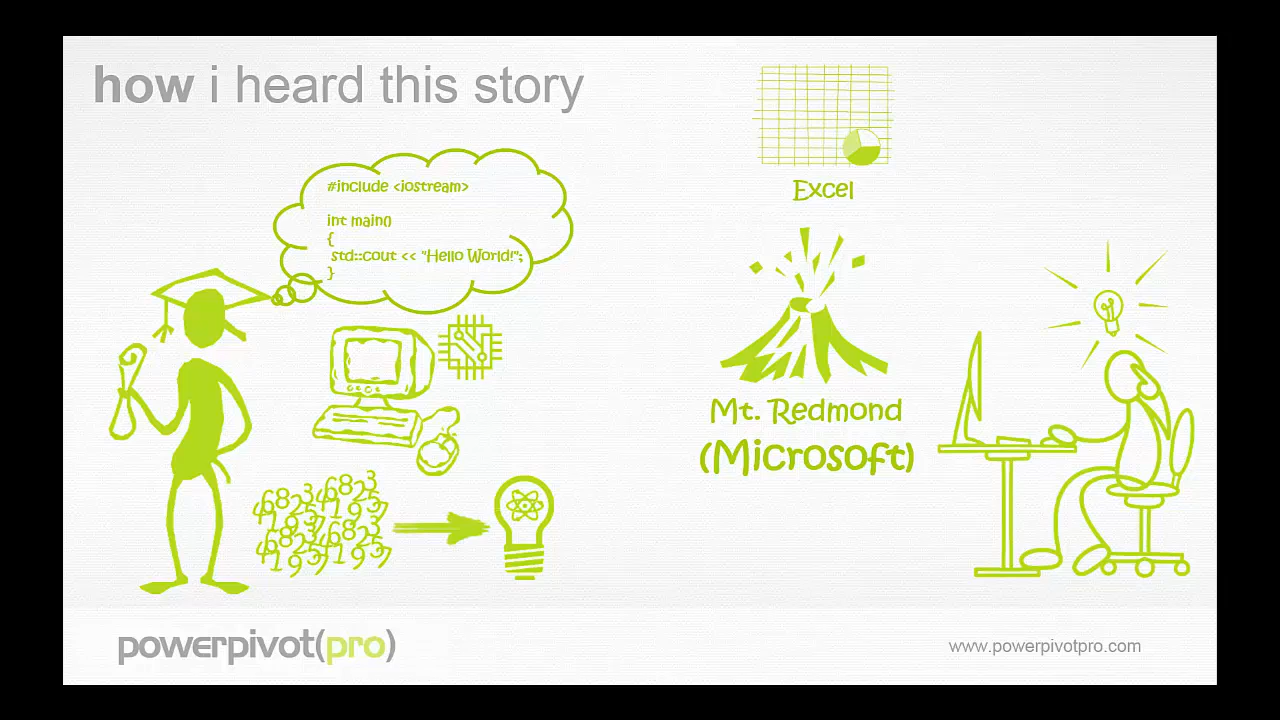 how i heard this story
#include <iostream>
int main()
{
std::cout << "Hello World!";
}
Excel
Mt. Redmond
(Microsoft)
powerpivot(pro)
www.powerpivotpro.com